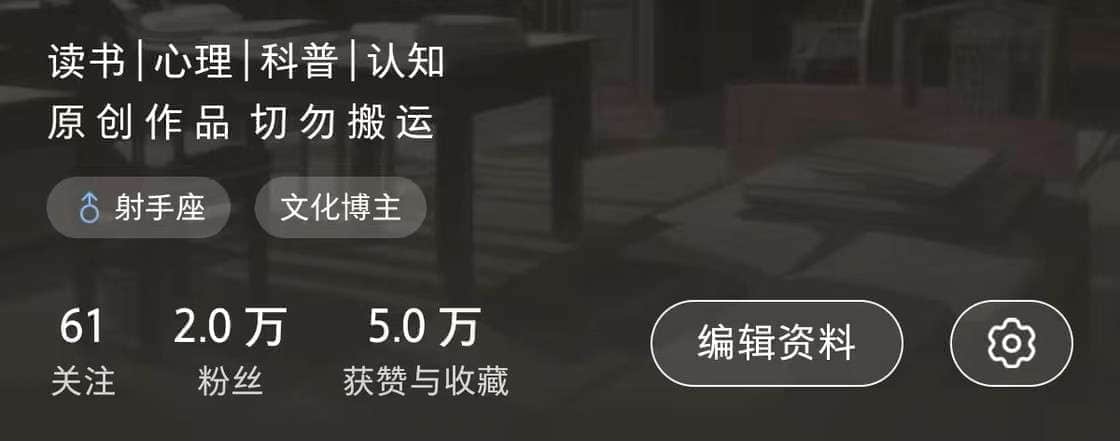 读书|心理|科普|认知
原创作品 切勿搬运
♂ 射手座 文化博主
61 2.0 万 5.0 万
关注 粉丝 获赞与收藏
编辑资料